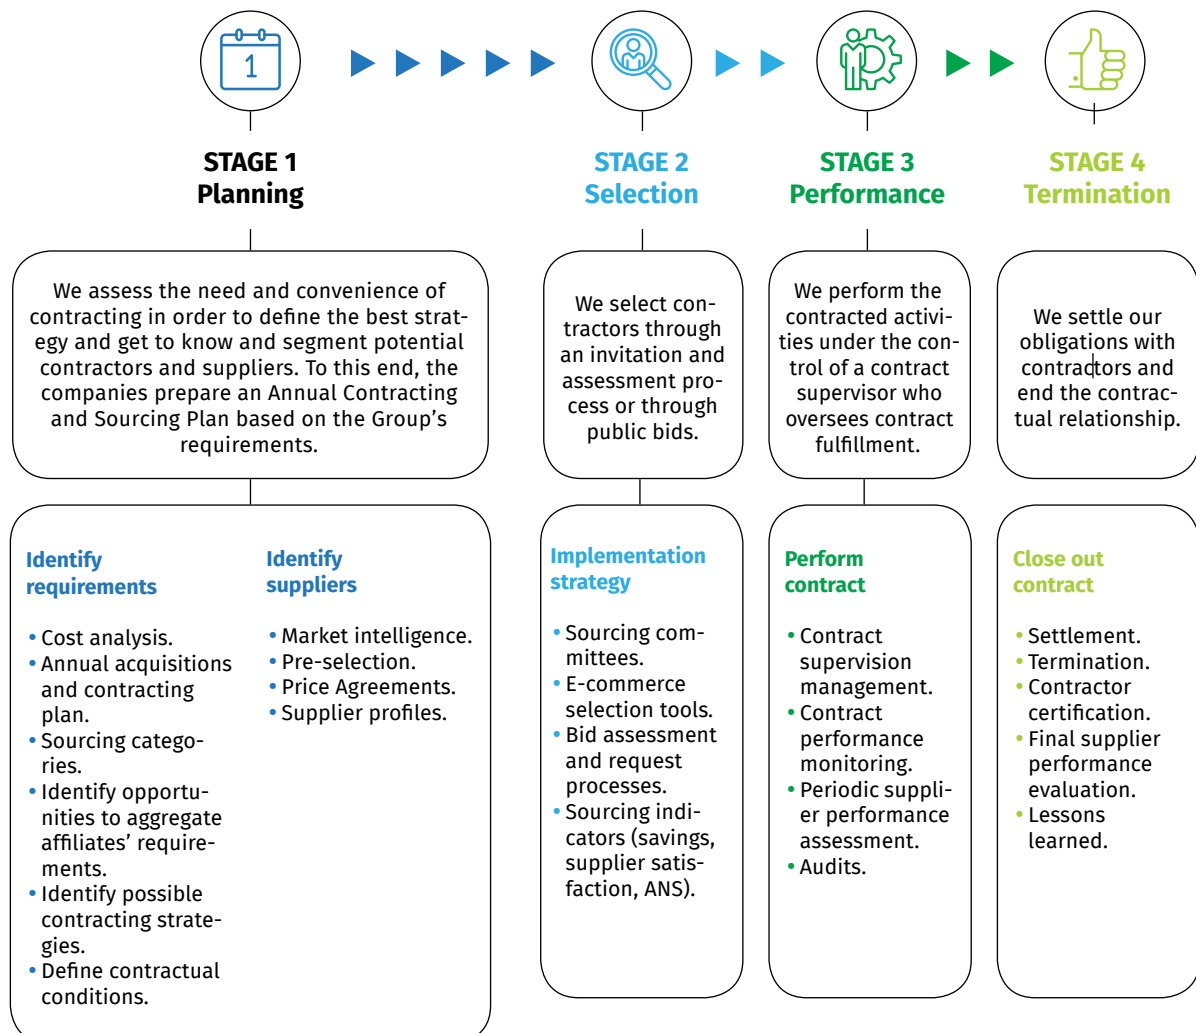 1
STAGE 1
Planning
STAGE 2
Selection
STAGE 3
Performance
STAGE 4
Termination
We assess the need and convenience of
contracting in order to define the best strat-
egy and get to know and segment potential
contractors and suppliers. To this end, the
companies prepare an Annual Contracting
and Sourcing Plan based on the Group’s
requirements.
We select con-
tractors through
an invitation and
assessment pro-
cess or through
public bids.
We perform the
contracted activi-
ties under the con-
trol of a contract
supervisor who
oversees contract
fulfillment.
We settle our
obligations with
contractors and
end the contrac-
tual relationship.
Identify
requirements
• Cost analysis.
• Annual acquisitions
and contracting
plan.
• Sourcing catego-
ries.
• Identify opportu-
nities to aggregate
affiliates’ require-
ments.
• Identify possible
contracting strate-
gies.
• Define contractual
conditions.
Identify
suppliers
• Market intelligence.
• Pre-selection.
• Price Agreements.
• Supplier profiles.
Implementation
strategy
• Sourcing com-
mittees.
• E-commerce
selection tools.
• Bid assessment
and request
processes.
• Sourcing indi-
cators (savings,
supplier satis-
faction, ANS).
Perform
contract
• Contract
supervision
management.
• Contract
performance
monitoring.
• Periodic suppli-
er performance
assessment.
• Audits.
Close out
contract
• Settlement.
• Termination.
• Contractor
certification.
• Final supplier
performance
evaluation.
• Lessons
learned.